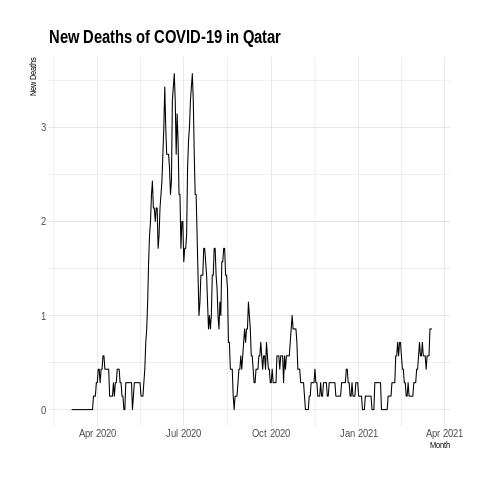 New Deaths of COVID-19 in Qatar
New Deaths
3
2
1
0
Apr 2020 Jul 2020 Oct 2020 Jan 2021 Apr 2021
Month